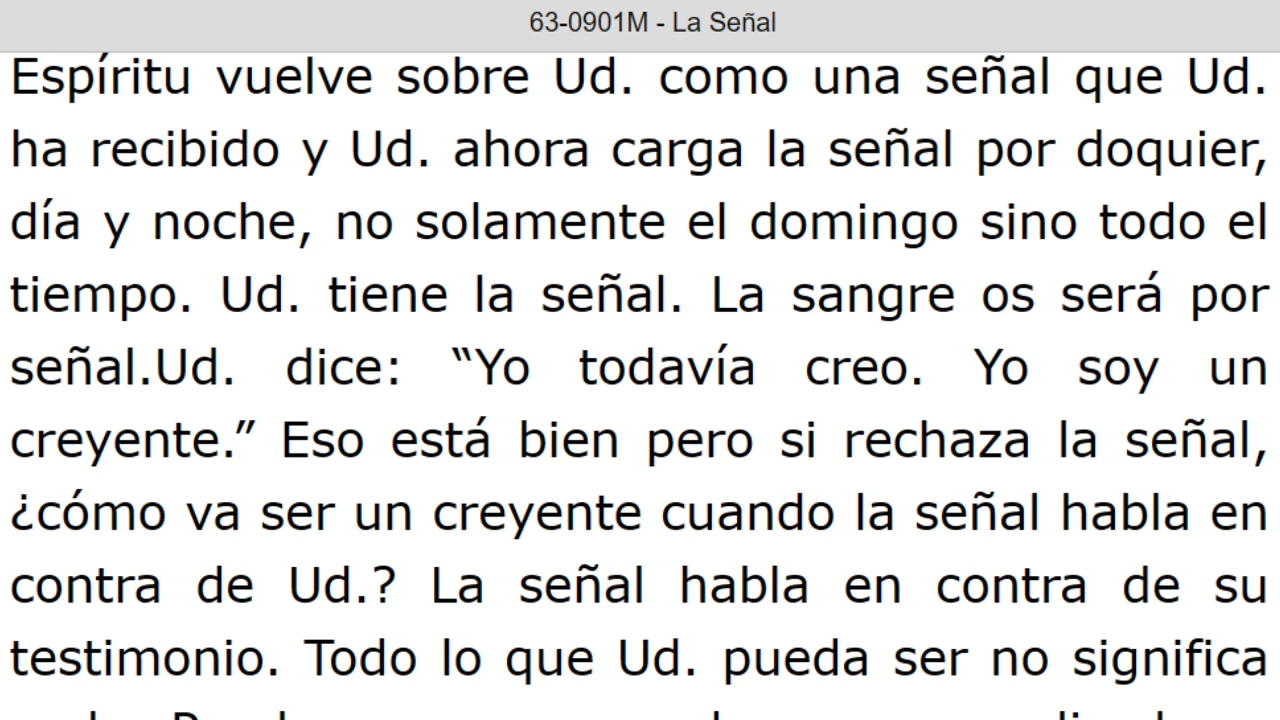 63-0901M - La Señal
Espíritu vuelve sobre Ud. como una señal que Ud.
ha recibido y Ud. ahora carga la señal por doquier,
día y noche, no solamente el domingo sino todo el
tiempo. Ud. tiene la señal. La sangre os será por
señal.Ud. dice: “Yo todavía creo. Yo soy un
creyente.” Eso está bien pero si rechaza la señal,
¿cómo va ser un creyente cuando la señal habla en
contra de Ud.? La señal habla en contra de su
testimonio. Todo lo que Ud. pueda ser no significa